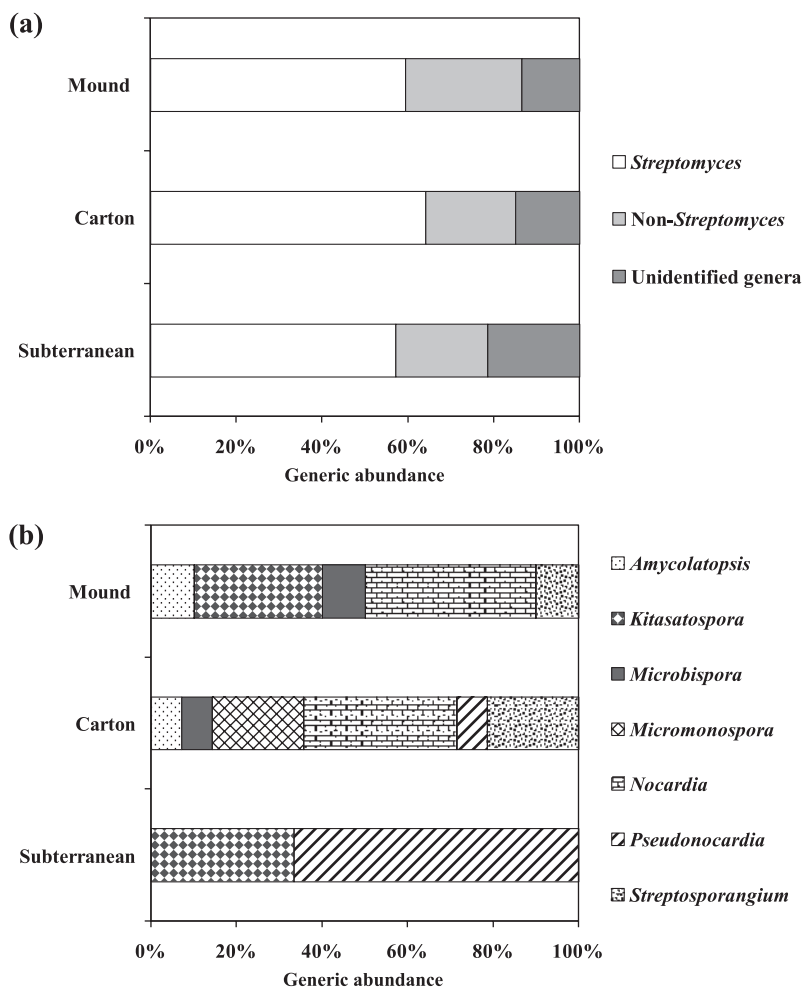 (a)
Mound
Carton
Subterranean
0% 20% 40% 60% 80% 100%
Generic abundance
Streptomyces
Non-Streptomyces
Unidentified genera
(b)
Mound
Carton
Subterranean
0% 20% 40% 60% 80% 100%
Generic abundance
Amycolatopsis
Kitasatospora
Microbispora
Micromonospora
Nocardia
Pseudonocardia
Streptosporangium